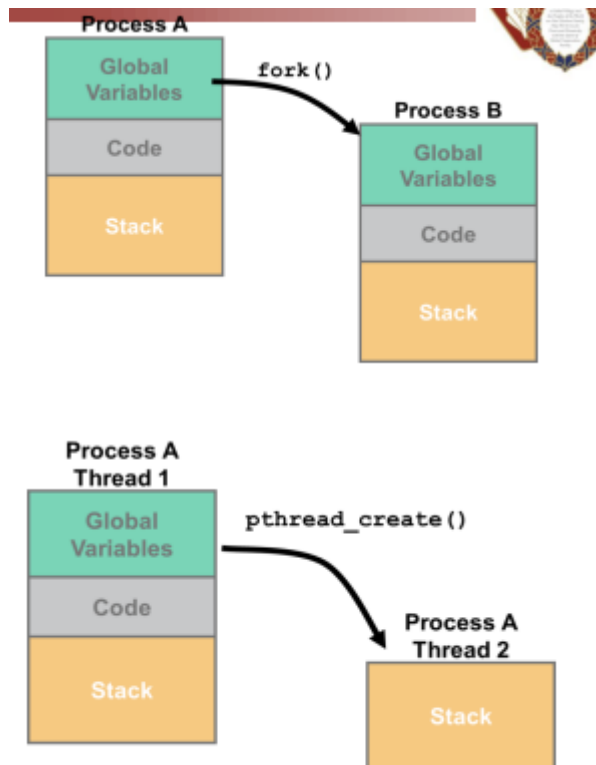 Process A
Global
Variables
Code
Stack
fork()
Process B
Global
Variables
Code
Stack
Process A
Thread 1
Global
Variables
Code
Stack
pthread_create()
Process A
Thread 2
Stack